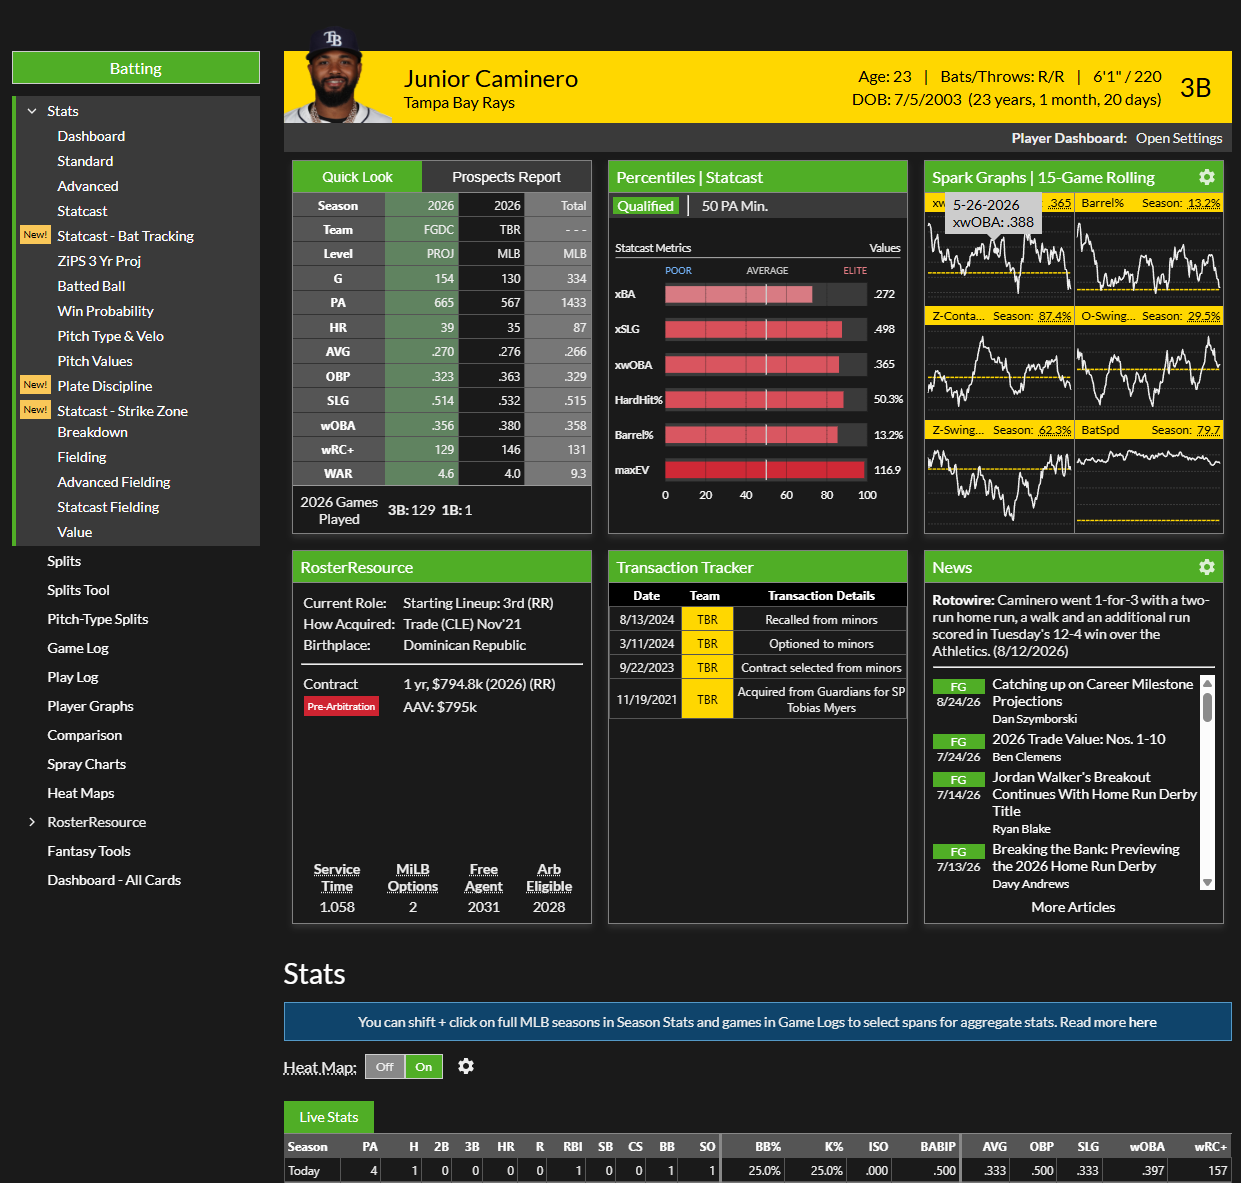 Batting
Stats
Dashboard
Standard
Advanced
Statcast
New! Statcast - Bat Tracking
ZiPS 3 Yr Proj
Batted Ball
Win Probability
Pitch Type & Velo
Pitch Values
New! Plate Discipline
New! Statcast - Strike Zone
Breakdown
Fielding
Advanced Fielding
Statcast Fielding
Value
Splits
Splits Tool
Pitch-Type Splits
Game Log
Play Log
Player Graphs
Comparison
Spray Charts
Heat Maps
RosterResource
Fantasy Tools
Dashboard - All Cards
TB
Junior Caminero
Tampa Bay Rays
Age: 23 | Bats/Throws: R/R | 6'1" / 220
DOB: 7/5/2003 (23 years, 1 month, 20 days)
3B
Player Dashboard: Open Settings
Quick Look Prospects Report
Season 2026 2026 Total
Team FGDC TBR - - -
Level PROJ MLB MLB
G 154 130 334
PA 665 567 1433
HR 39 35 87
AVG .270 .276 .266
OBP .323 .363 .329
SLG .514 .532 .515
wOBA .356 .380 .358
wRC+ 129 146 131
WAR 4.6 4.0 9.3
2026 Games
Played
3B: 129 1B: 1
Percentiles | Statcast
Qualified | 50 PA Min.
Statcast Metrics Values
POOR AVERAGE ELITE
xBA .272
xSLG .498
xwOBA .365
HardHit% 50.3%
Barrel% 13.2%
maxEV 116.9
0 20 40 60 80 100
Spark Graphs | 15-Game Rolling
xw .365
5-26-2026
xwOBA: .388
Barrel% Season: 13.2%
Z-Conta... Season: 87.4%
O-Swing... Season: 29.5%
Z-Swing... Season: 62.3%
BatSpd Season: 79.7
RosterResource
Current Role: Starting Lineup: 3rd (RR)
How Acquired: Trade (CLE) Nov'21
Birthplace: Dominican Republic
Contract 1 yr, $794.8k (2026) (RR)
Pre-Arbitration AAV: $795k
Service
Time
1.058
MiLB
Options
2
Free
Agent
2031
Arb
Eligible
2028
Transaction Tracker
Date Team Transaction Details
8/13/2024 TBR Recalled from minors
3/11/2024 TBR Optioned to minors
9/22/2023 TBR Contract selected from minors
11/19/2021 TBR Acquired from Guardians for SP
Tobias Myers
News
Rotowire: Caminero went 1-for-3 with a two-
run home run, a walk and an additional run
scored in Tuesday's 12-4 win over the
Athletics. (8/12/2026)
FG Catching up on Career Milestone
8/24/26 Projections
Dan Szymborski
FG 2026 Trade Value: Nos. 1-10
7/24/26 Ben Clemens
FG Jordan Walker's Breakout
7/14/26 Continues With Home Run Derby
Title
Ryan Blake
FG Breaking the Bank: Previewing
7/13/26 the 2026 Home Run Derby
Davy Andrews
More Articles
Stats
You can shift + click on full MLB seasons in Season Stats and games in Game Logs to select spans for aggregate stats. Read more here
Heat Map: Off On
Live Stats
Season PA H 2B 3B HR R RBI SB CS BB SO BB% K% ISO BABIP AVG OBP SLG wOBA wRC+
Today 4 1 0 0 0 0 1 0 0 1 1 25.0% 25.0% .000 .500 .333 .500 .333 .397 157